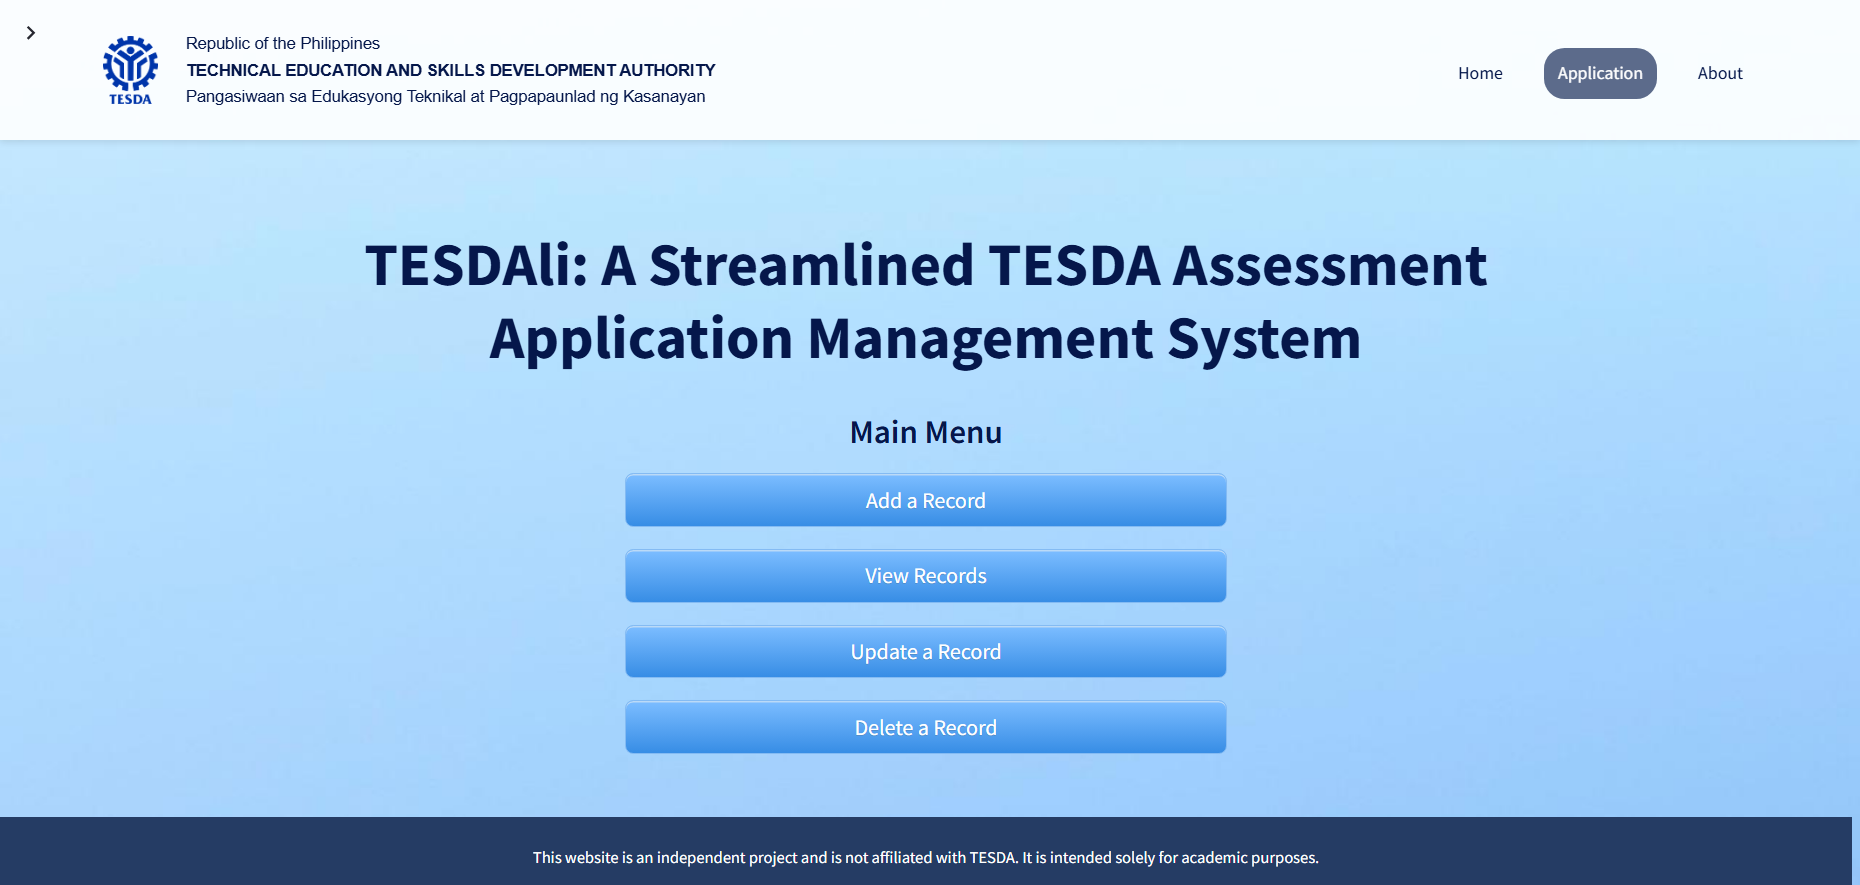 Republic of the Philippines
TECHNICAL EDUCATION AND SKILLS DEVELOPMENT AUTHORITY
Pangasiwaan sa Edukasyong Teknikal at Pagpapaunlad ng Kasanayan
TESDA
Home
Application
About
TESDAli: A Streamlined TESDA Assessment
Application Management System
Main Menu
Add a Record
View Records
Update a Record
Delete a Record
This website is an independent project and is not affiliated with TESDA. It is intended solely for academic purposes.